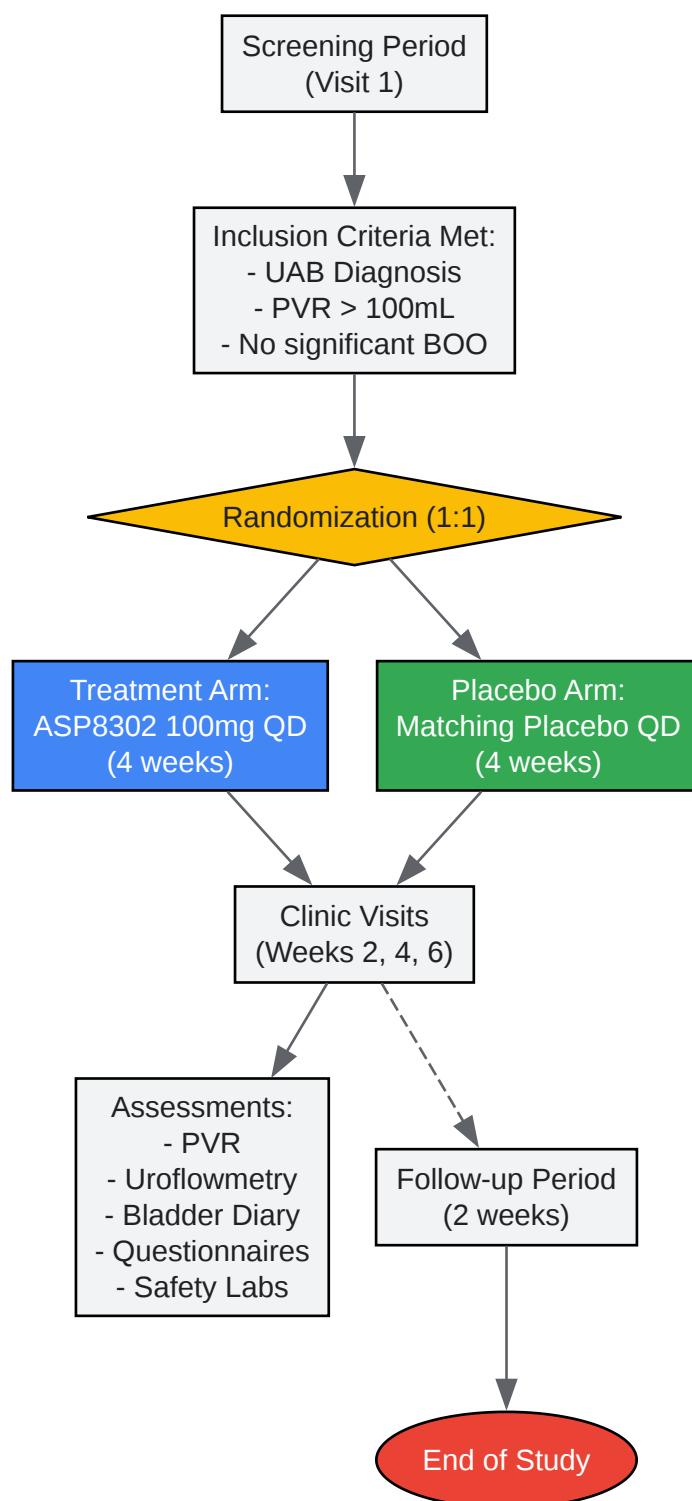 Screening Period
(Visit 1)
Inclusion Criteria Met:
- UAB Diagnosis
- PVR > 100mL
- No significant BOO
Randomization (1:1)
Treatment Arm:
ASP8302 100mg QD
(4 weeks)
Placebo Arm:
Matching Placebo QD
(4 weeks)
Clinic Visits
(Weeks 2, 4, 6)
Assessments:
- PVR
- Uroflowmetry
- Bladder Diary
- Questionnaires
- Safety Labs
Follow-up Period
(2 weeks)
End of Study